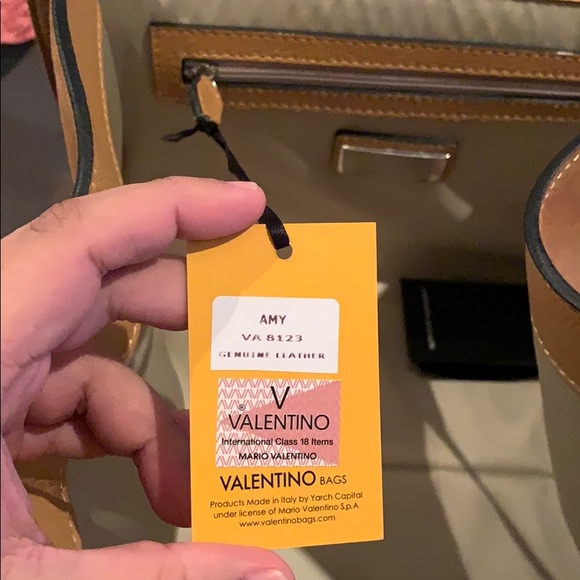 AMY
VA 8123
GENUINE LEATHER
V
® VALENTINO
International Class 18 Items
MARIO VALENTINO
VALENTINO BAGS
Products Made in Italy by Yarch Capital
under license of Mario Valentino S.p.A.
www.valentinobags.com